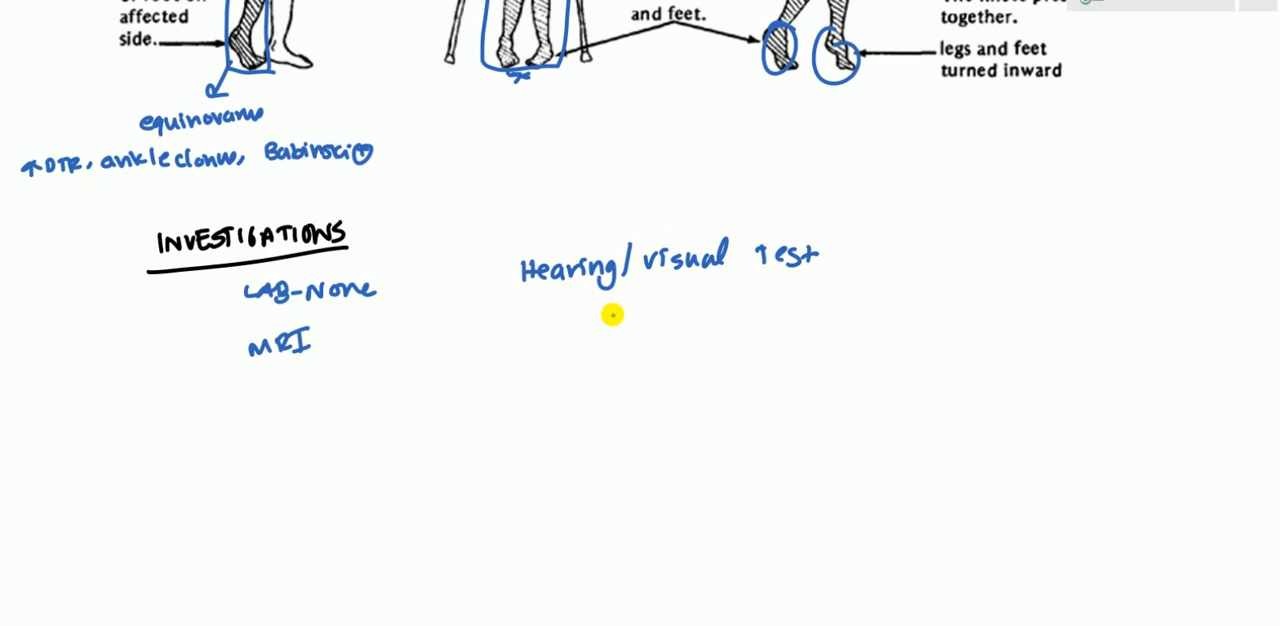 affected
side.
and feet.
together.
legs and feet
turned inward
equinovarus
↑DTR, ankle clonus, Babinski ⊕
INVESTIGATIONS
LAB-None
MRI
Hearing/visual Test